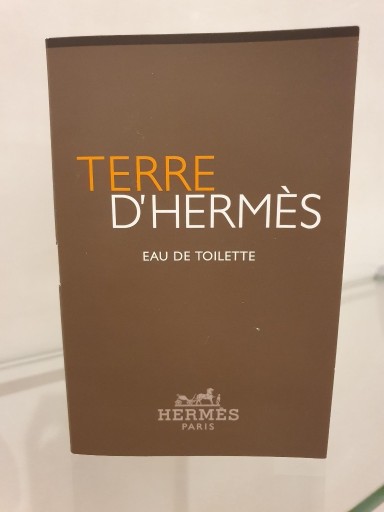 TERRE
D'HERMÈS
EAU DE TOILETTE
HERMÈS
PARIS